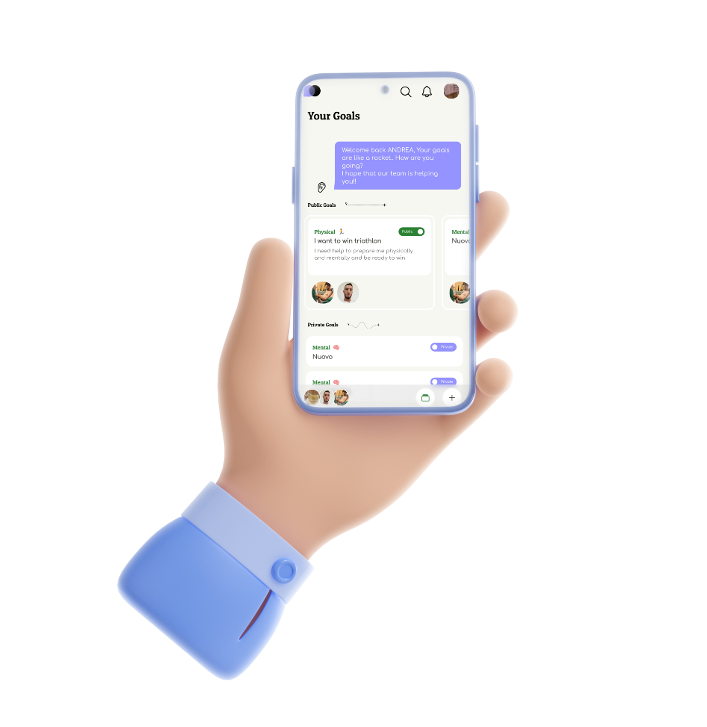 Your Goals
Welcome back ANDREA, Your goals
are like a rocket.. How are you
going?
I hope that our team is helping
you!!
Public Goals
Physical
Public
I want to win triathlon
I need help to prepare me physically
and mentally and be ready to win.
Mental
Nuovo
Private Goals
Mental
Private
Nuovo
Mental
Private